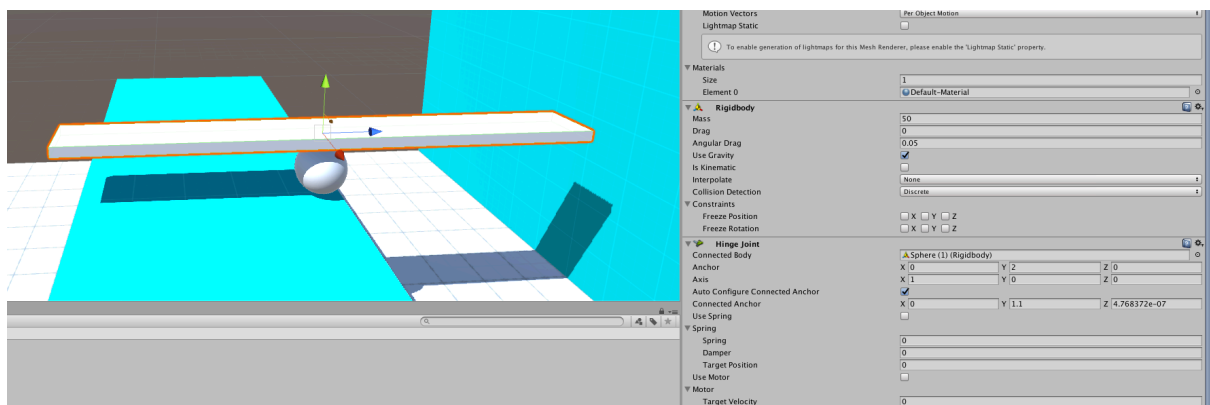 Motion Vectors Per Object Motion
Lightmap Static
To enable generation of lightmaps for this Mesh Renderer, please enable the 'Lightmap Static' property.
Materials
Size 1
Element 0 Default-Material
Rigidbody
Mass 50
Drag 0
Angular Drag 0.05
Use Gravity
Is Kinematic
Interpolate None
Collision Detection Discrete
Constraints
Freeze Position X Y Z
Freeze Rotation X Y Z
Hinge Joint
Connected Body Sphere (1) (Rigidbody)
Anchor X 0 Y 2 Z 0
Axis X 1 Y 0 Z 0
Auto Configure Connected Anchor
Connected Anchor X 0 Y 1.1 Z 4.768372e-07
Use Spring
Spring
Spring 0
Damper 0
Target Position 0
Use Motor
Motor
Target Velocity 0